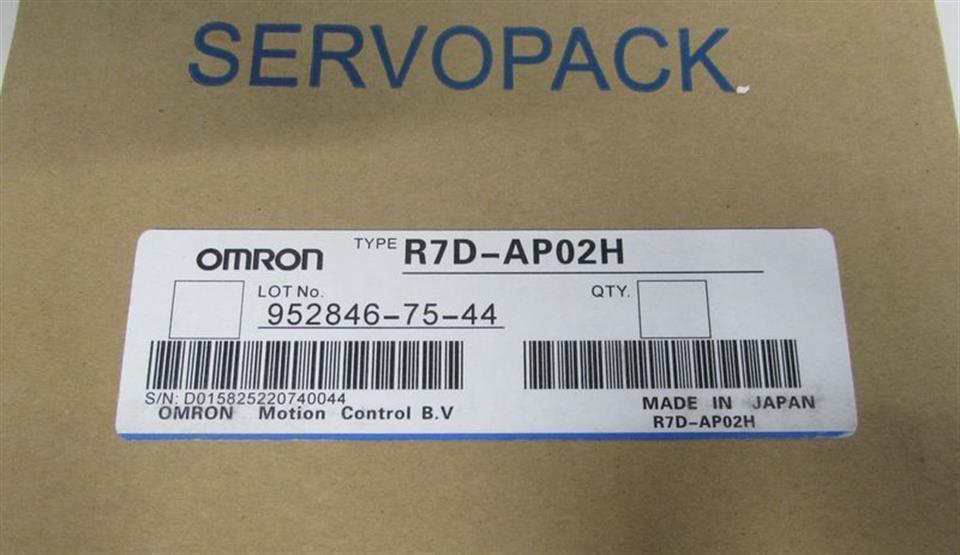 SERVOPACK
OMRON TYPE R7D-AP02H
LOT No. QTY.
952846-75-44
S/N: D015825220740044
OMRON Motion Control B.V MADE IN JAPAN
R7D-AP02H